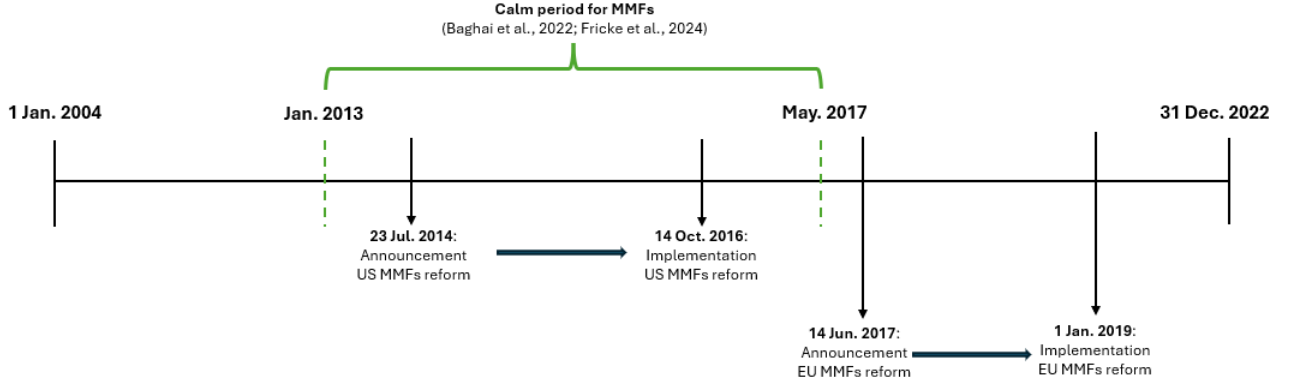 Calm period for MMFs
(Baghai et al., 2022; Fricke et al., 2024)
1 Jan. 2004
Jan. 2013
May. 2017
31 Dec. 2022
23 Jul. 2014:
Announcement
US MMFs reform
14 Oct. 2016:
Implementation
US MMFs reform
14 Jun. 2017:
Announcement
EU MMFs reform
1 Jan. 2019:
Implementation
EU MMFs reform